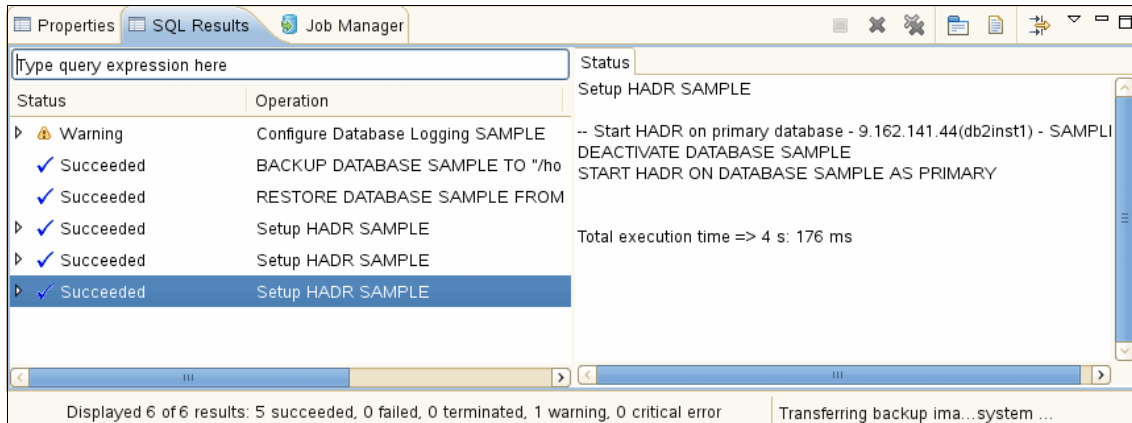 Properties SQL Results Job Manager
Type query expression here
Status Operation
Warning Configure Database Logging SAMPLE
Succeeded BACKUP DATABASE SAMPLE TO "/ho
Succeeded RESTORE DATABASE SAMPLE FROM
Succeeded Setup HADR SAMPLE
Succeeded Setup HADR SAMPLE
Succeeded Setup HADR SAMPLE
Status
Setup HADR SAMPLE
-- Start HADR on primary database - 9.162.141.44(db2inst1) - SAMPL
DEACTIVATE DATABASE SAMPLE
START HADR ON DATABASE SAMPLE AS PRIMARY
Total execution time => 4 s: 176 ms
Displayed 6 of 6 results: 5 succeeded, 0 failed, 0 terminated, 1 warning, 0 critical error
Transferring backup ima...system ...